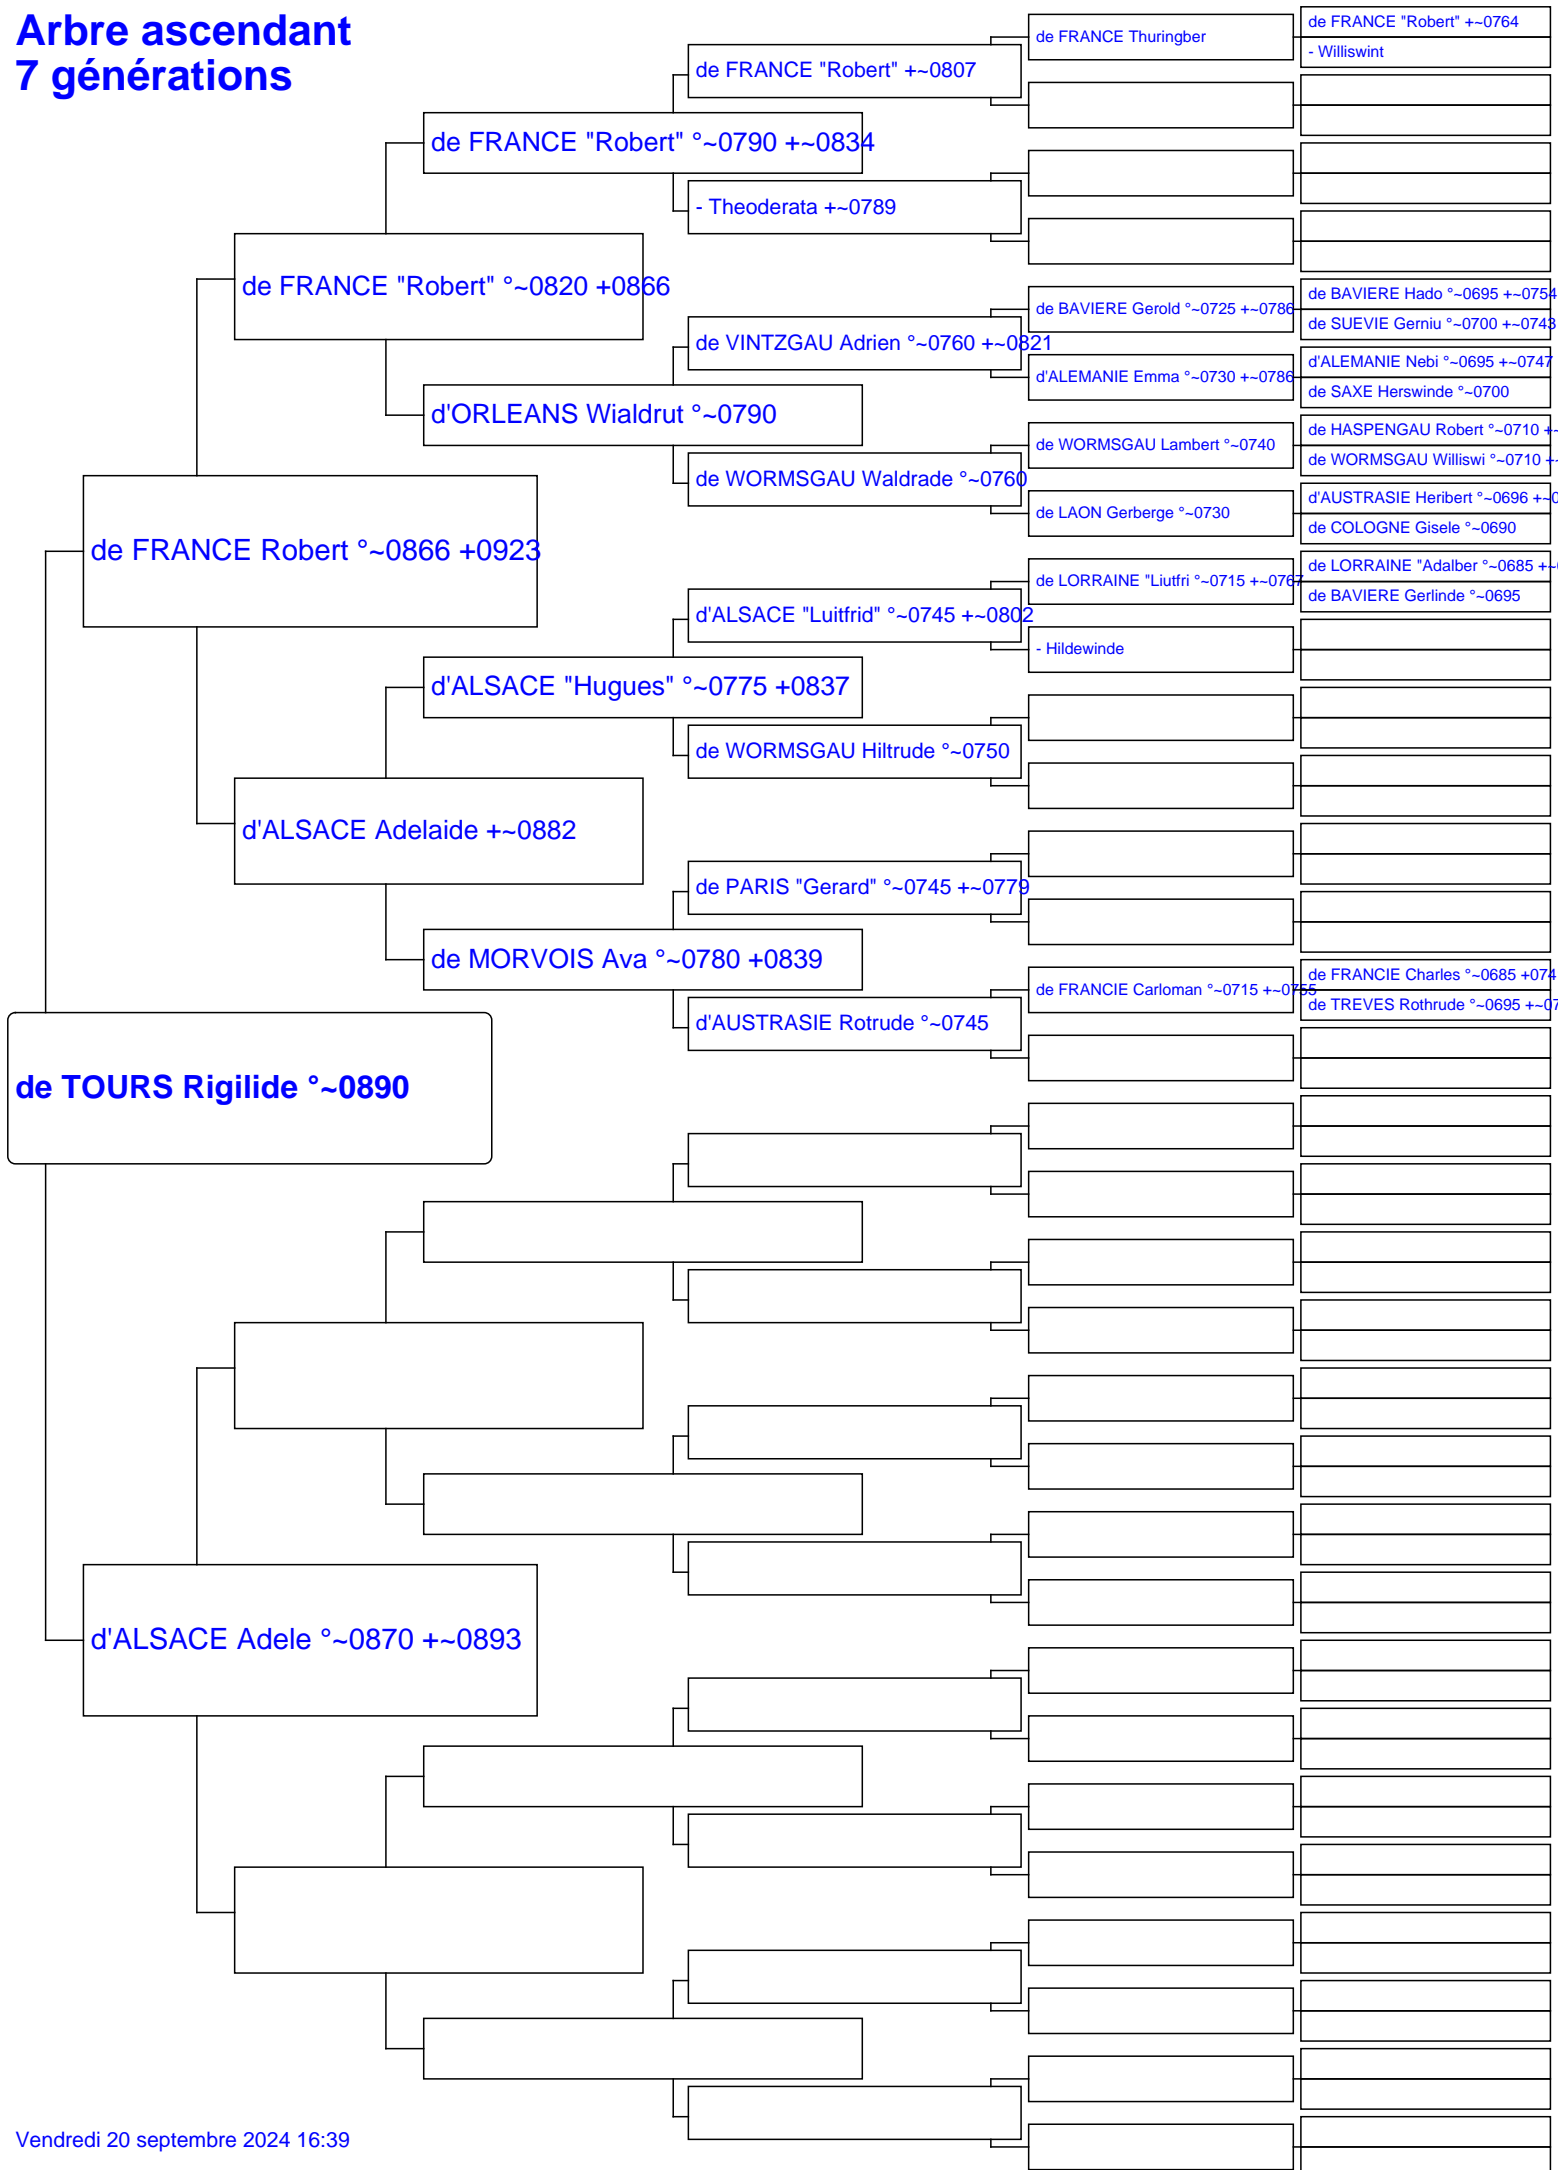 Arbre ascendant
7 générations
de FRANCE Thuringber
de FRANCE "Robert" +~0764
- Williswint
de FRANCE "Robert" +~0807
de FRANCE "Robert" °~0790 +~0834
- Theoderata +~0789
de FRANCE "Robert" °~0820 +0866
de BAVIERE Gerold °~0725 +~0786
de BAVIERE Hado °~0695 +~0754
de SUEVIE Gerniu °~0700 +~0743
de VINTZGAU Adrien °~0760 +~0821
d'ALEMANIE Emma °~0730 +~0786
d'ALEMANIE Nebi °~0695 +~0747
de SAXE Herswinde °~0700
d'ORLEANS Wialdrut °~0790
de WORMSGAU Lambert °~0740
de HASPENGAU Robert °~0710 +~
de WORMSGAU Williswi °~0710 +~
de WORMSGAU Waldrade °~0760
de LAON Gerberge °~0730
d'AUSTRASIE Heribert °~0696 +~0
de COLOGNE Gisele °~0690
de FRANCE Robert °~0866 +0923
de LORRAINE "Liutfri °~0715 +~0767
de LORRAINE "Adalber °~0685 +~
de BAVIERE Gerlinde °~0695
d'ALSACE "Luitfrid" °~0745 +~0802
- Hildewinde
d'ALSACE "Hugues" °~0775 +0837
de WORMSGAU Hiltrude °~0750
d'ALSACE Adelaide +~0882
de PARIS "Gerard" °~0745 +~0779
de MORVOIS Ava °~0780 +0839
de FRANCIE Carloman °~0715 +~0755
de FRANCIE Charles °~0685 +074
de TREVES Rothrude °~0695 +~07
d'AUSTRASIE Rotrude °~0745
de TOURS Rigilide °~0890
d'ALSACE Adele °~0870 +~0893
Vendredi 20 septembre 2024 16:39